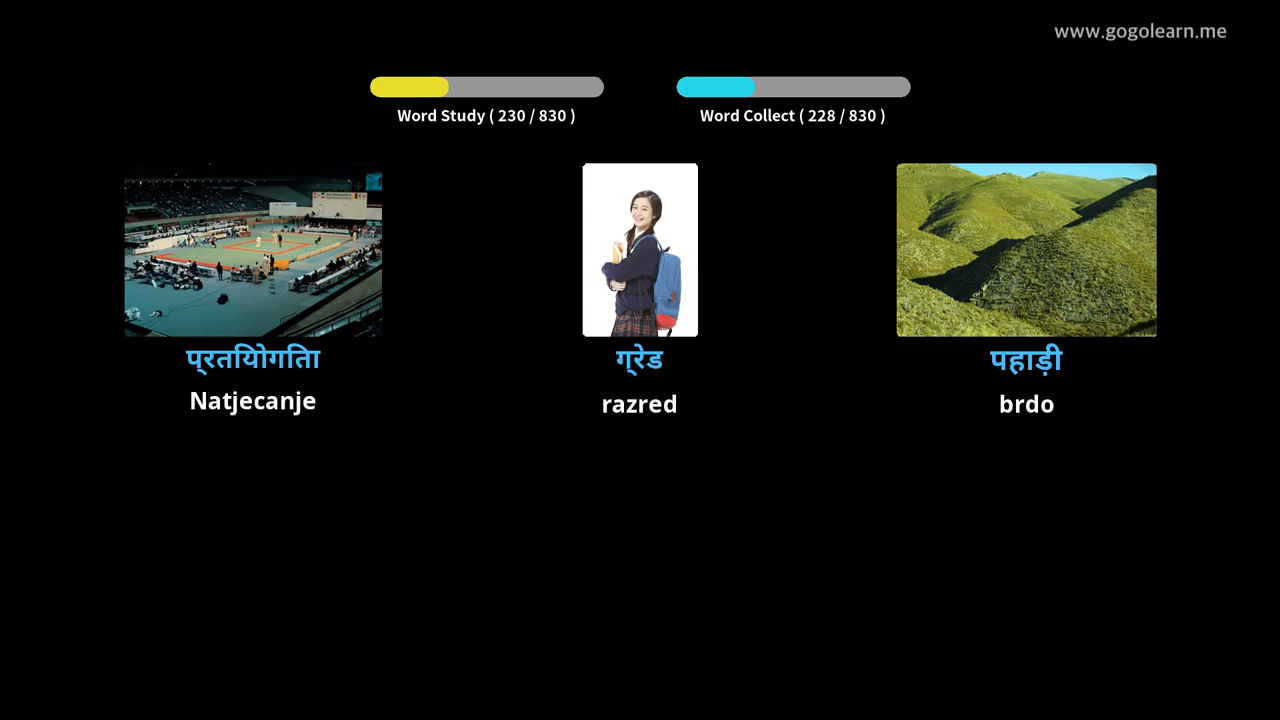 www.gogolearn.me
Word Study ( 230 / 830 )
Word Collect ( 228 / 830 )
प्रतियोगिता
ग्रेड
पहाड़ी
Natjecanje
razred
brdo